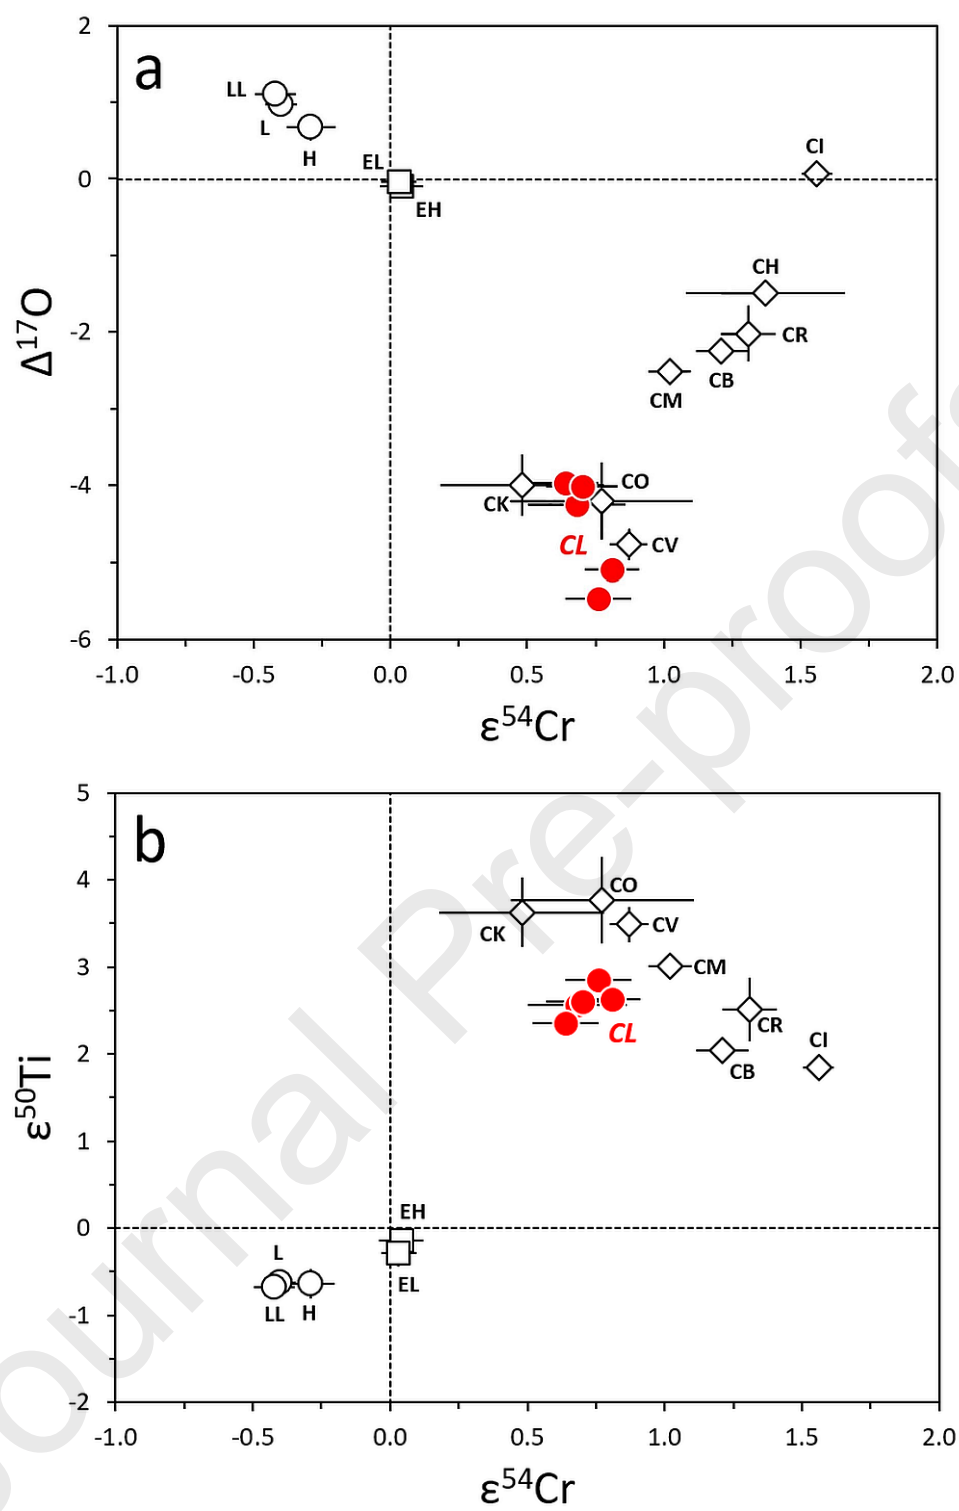 a
2
0
-2
-4
-6
Δ¹⁷O
LL
L
H
EL
EH
CI
CH
CR
CB
CM
CO
CK
CL
CV
-1.0 -0.5 0.0 0.5 1.0 1.5 2.0
ε⁵⁴Cr
b
5
4
3
2
1
0
-1
-2
ε⁵⁰Ti
CO
CK
CV
CM
CR
CL
CI
CB
EH
L
EL
LL
H
-1.0 -0.5 0.0 0.5 1.0 1.5 2.0
ε⁵⁴Cr
Journal Pre-proofs